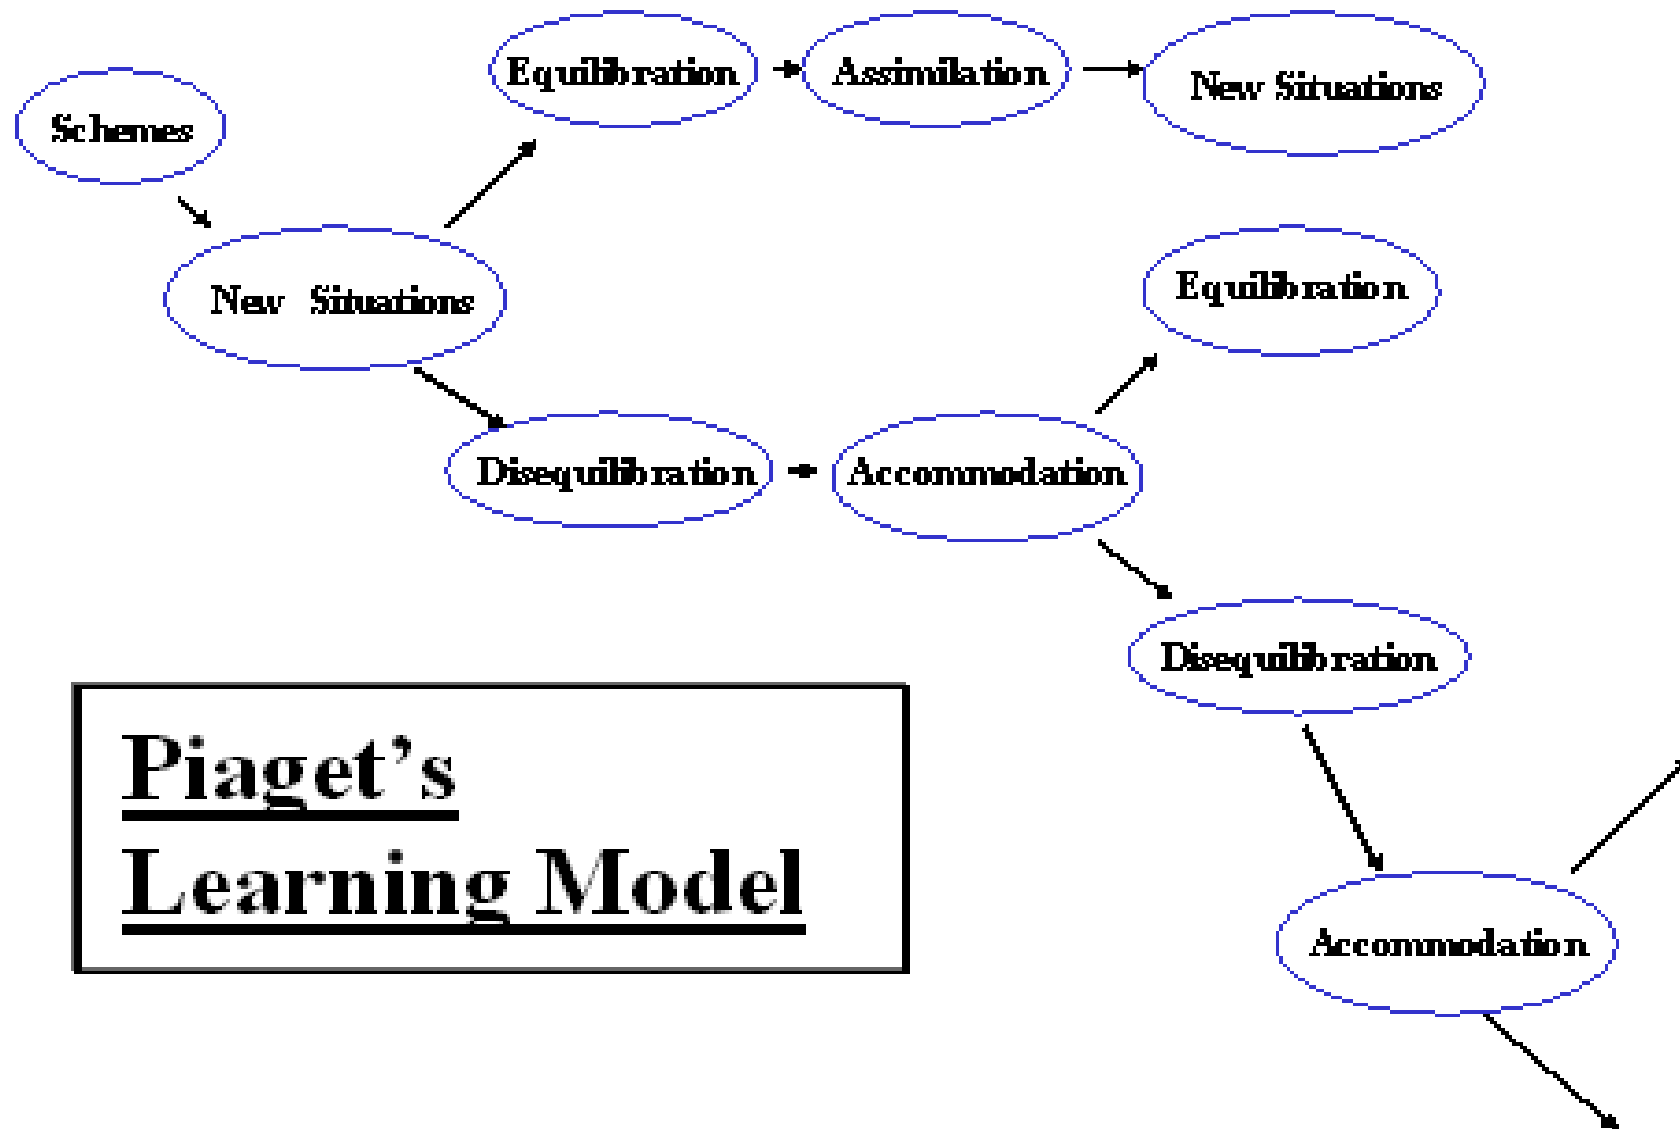 Schemes
New Situations
Equilibration
Assimilation
New Situations
Equilibration
Disequilibration
Accommodation
Disequilibration
Accommodation
Piaget's
Learning Model